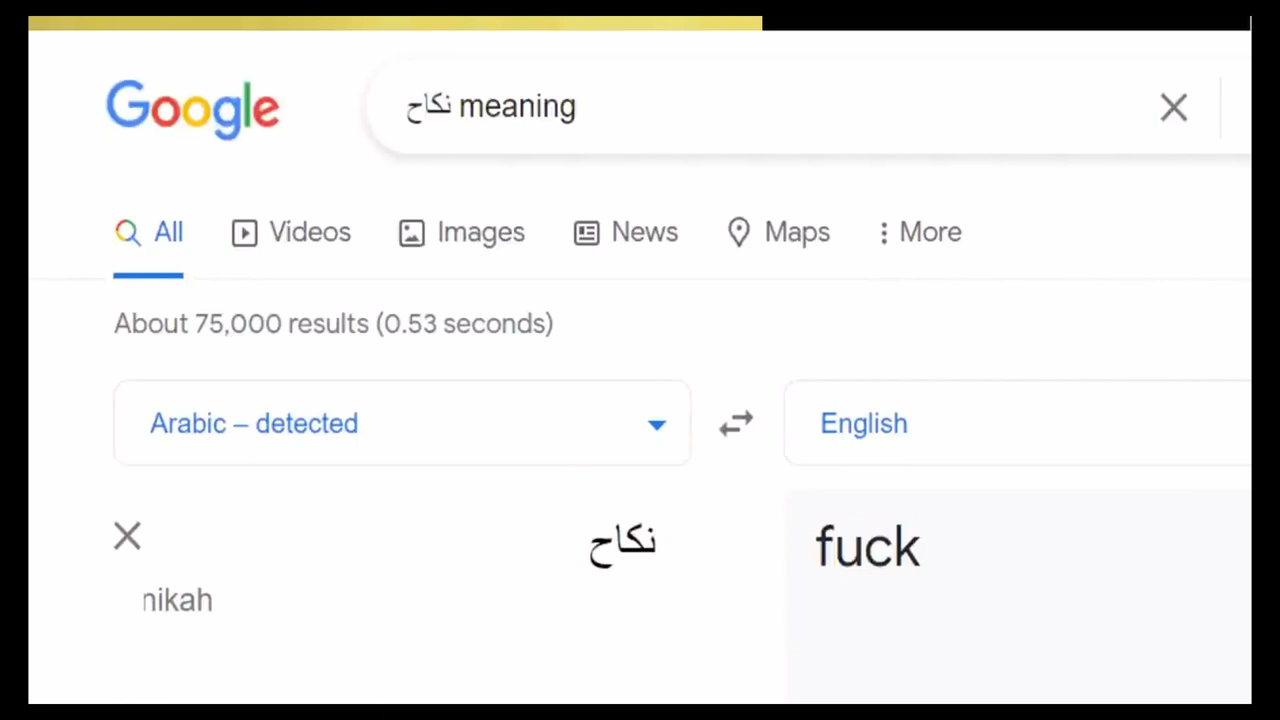 Google
نكاح meaning
All Videos Images News Maps More
About 75,000 results (0.53 seconds)
Arabic – detected English
نكاح fuck
nikah